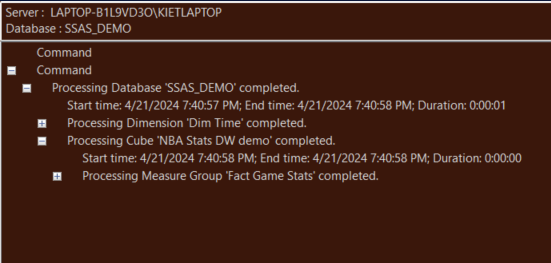 Server : LAPTOP-B1L9VD3O\KIETLAPTOP
Database : SSAS_DEMO
Command
Command
Processing Database 'SSAS_DEMO' completed.
Start time: 4/21/2024 7:40:57 PM; End time: 4/21/2024 7:40:58 PM; Duration: 0:00:01
Processing Dimension 'Dim Time' completed.
Processing Cube 'NBA Stats DW demo' completed.
Start time: 4/21/2024 7:40:58 PM; End time: 4/21/2024 7:40:58 PM; Duration: 0:00:00
Processing Measure Group 'Fact Game Stats' completed.